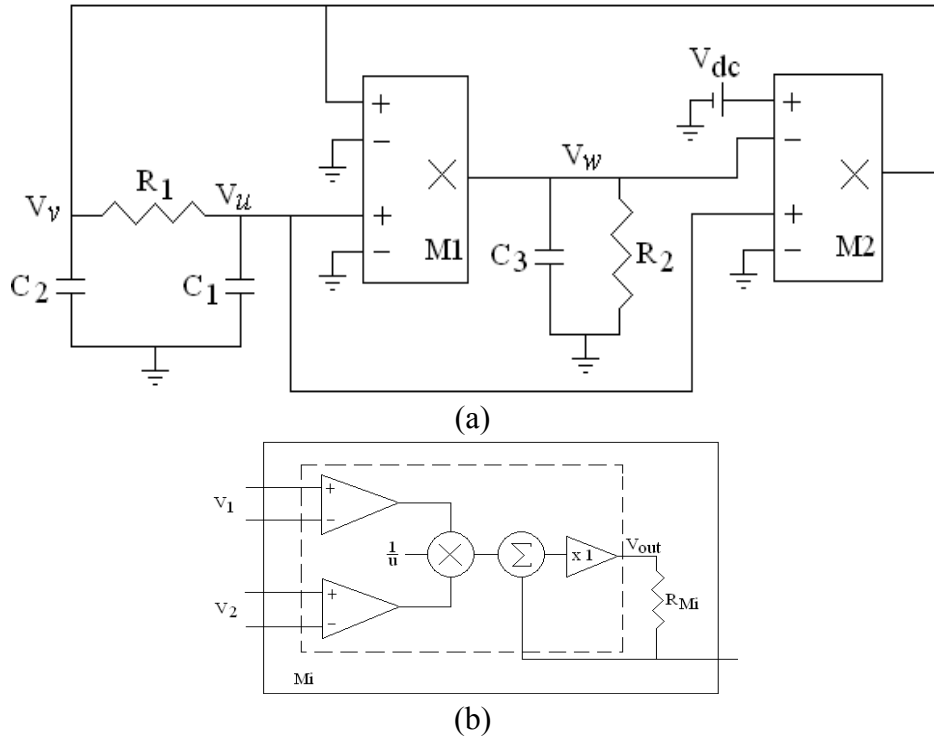 V_dc
+
+
−
−
V_w
R_1
V_u
V_v
×
×
+
+
−
M1
C_3
R_2
M2
−
C_2
C_1
(a)
V_1
+
−
1/u
×
Σ
x 1
V_out
V_2
+
−
R_Mi
Mi
(b)